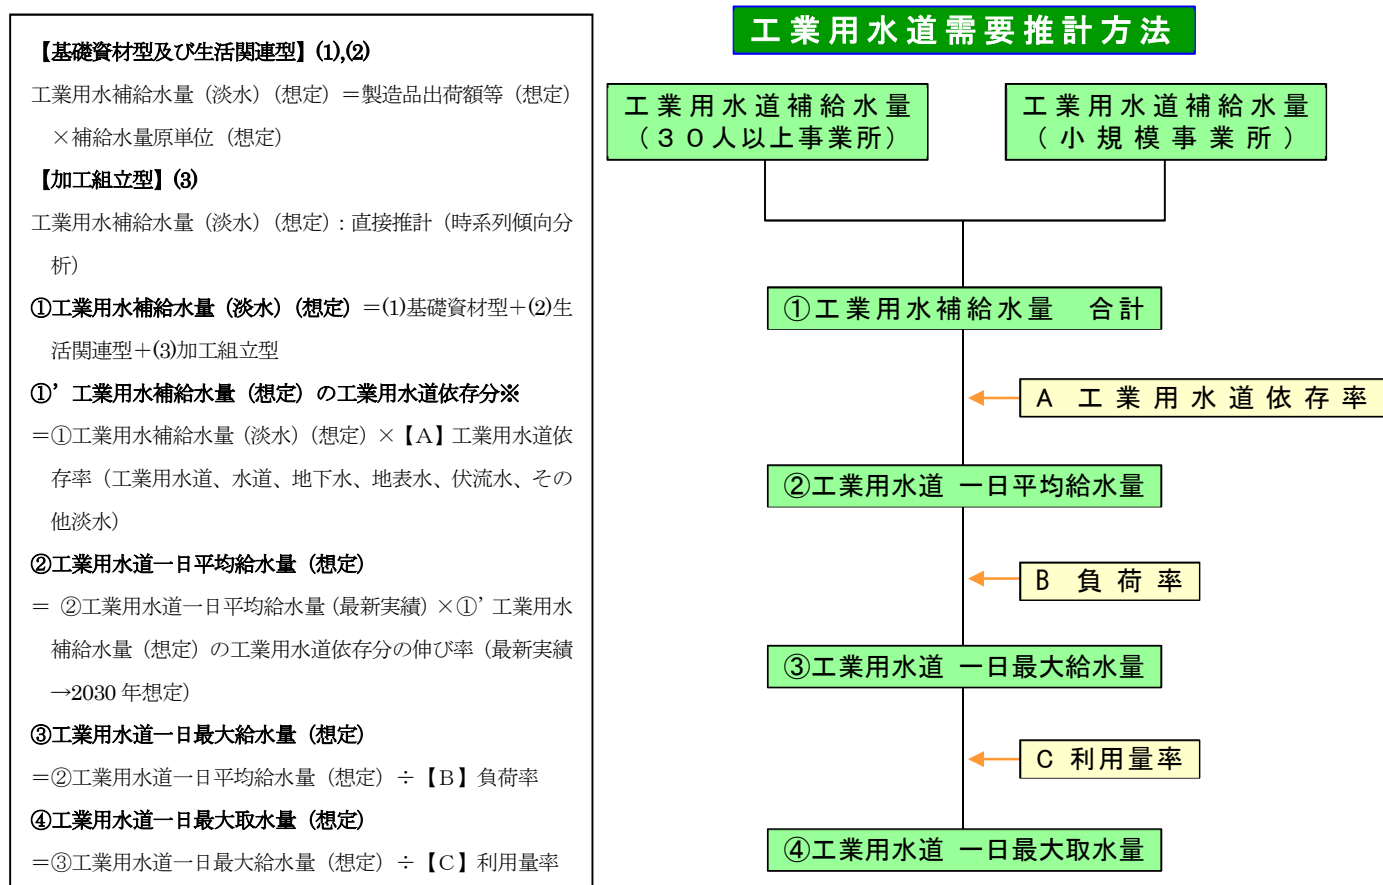 【基礎資材型及び生活関連型】(1),(2)
工業用水補給水量（淡水）（想定）＝製造品出荷額等（想定）
×補給水量原単位（想定）
【加工組立型】(3)
工業用水補給水量（淡水）（想定）: 直接推計（時系列傾向分
析）
①工業用水補給水量（淡水）（想定）＝(1)基礎資材型＋(2)生
活関連型＋(3)加工組立型
①’工業用水補給水量（想定）の工業用水道依存分※
＝①工業用水補給水量（淡水）（想定）×【A】工業用水道依
存率（工業用水道、水道、地下水、地表水、伏流水、その
他淡水）
②工業用水道一日平均給水量（想定）
＝ ②工業用水道一日平均給水量（最新実績）×①’工業用水
補給水量（想定）の工業用水道依存分の伸び率（最新実績
→2030 年想定）
③工業用水道一日最大給水量（想定）
＝②工業用水道一日平均給水量（想定）÷【B】負荷率
④工業用水道一日最大取水量（想定）
＝③工業用水道一日最大給水量（想定）÷【C】利用量率
工業用水道需要推計方法
工業用水道補給水量
（３０人以上事業所）
工業用水道補給水量
（小規模事業所）
①工業用水補給水量　合計
A 工業用水道依存率
②工業用水道 一日平均給水量
B 負荷率
③工業用水道 一日最大給水量
C 利用量率
④工業用水道 一日最大取水量